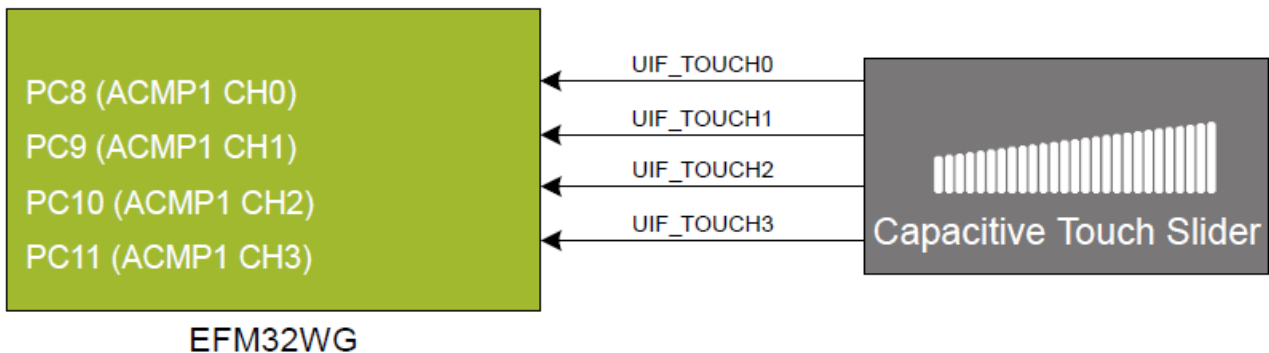 PC8 (ACMP1 CH0)
PC9 (ACMP1 CH1)
PC10 (ACMP1 CH2)
PC11 (ACMP1 CH3)
EFM32WG
UIF_TOUCH0
UIF_TOUCH1
UIF_TOUCH2
UIF_TOUCH3
Capacitive Touch Slider